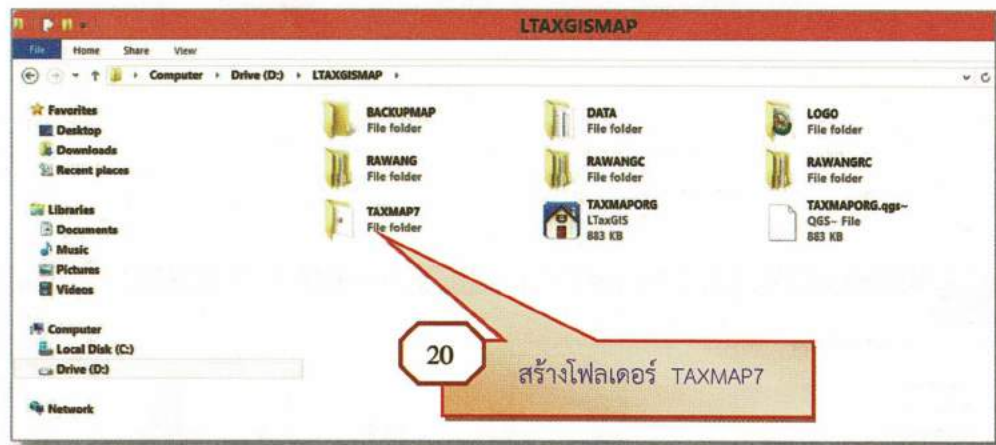 LTAXGISMAP
File Home Share View
Computer Drive (D:) LTAXGISMAP
Favorites
Desktop
Downloads
Recent places
Libraries
Documents
Music
Pictures
Videos
Computer
Local Disk (C:)
Drive (D:)
Network
BACKUPMAP
File folder
DATA
File folder
LOGO
File folder
RAWANG
File folder
RAWANGC
File folder
RAWANGRC
File folder
TAXMAP7
File folder
TAXMAPORG
LTaxGIS
883 KB
TAXMAPORG.qgs~
QGS~ File
883 KB
20
สร้างโฟลเดอร์ TAXMAP7